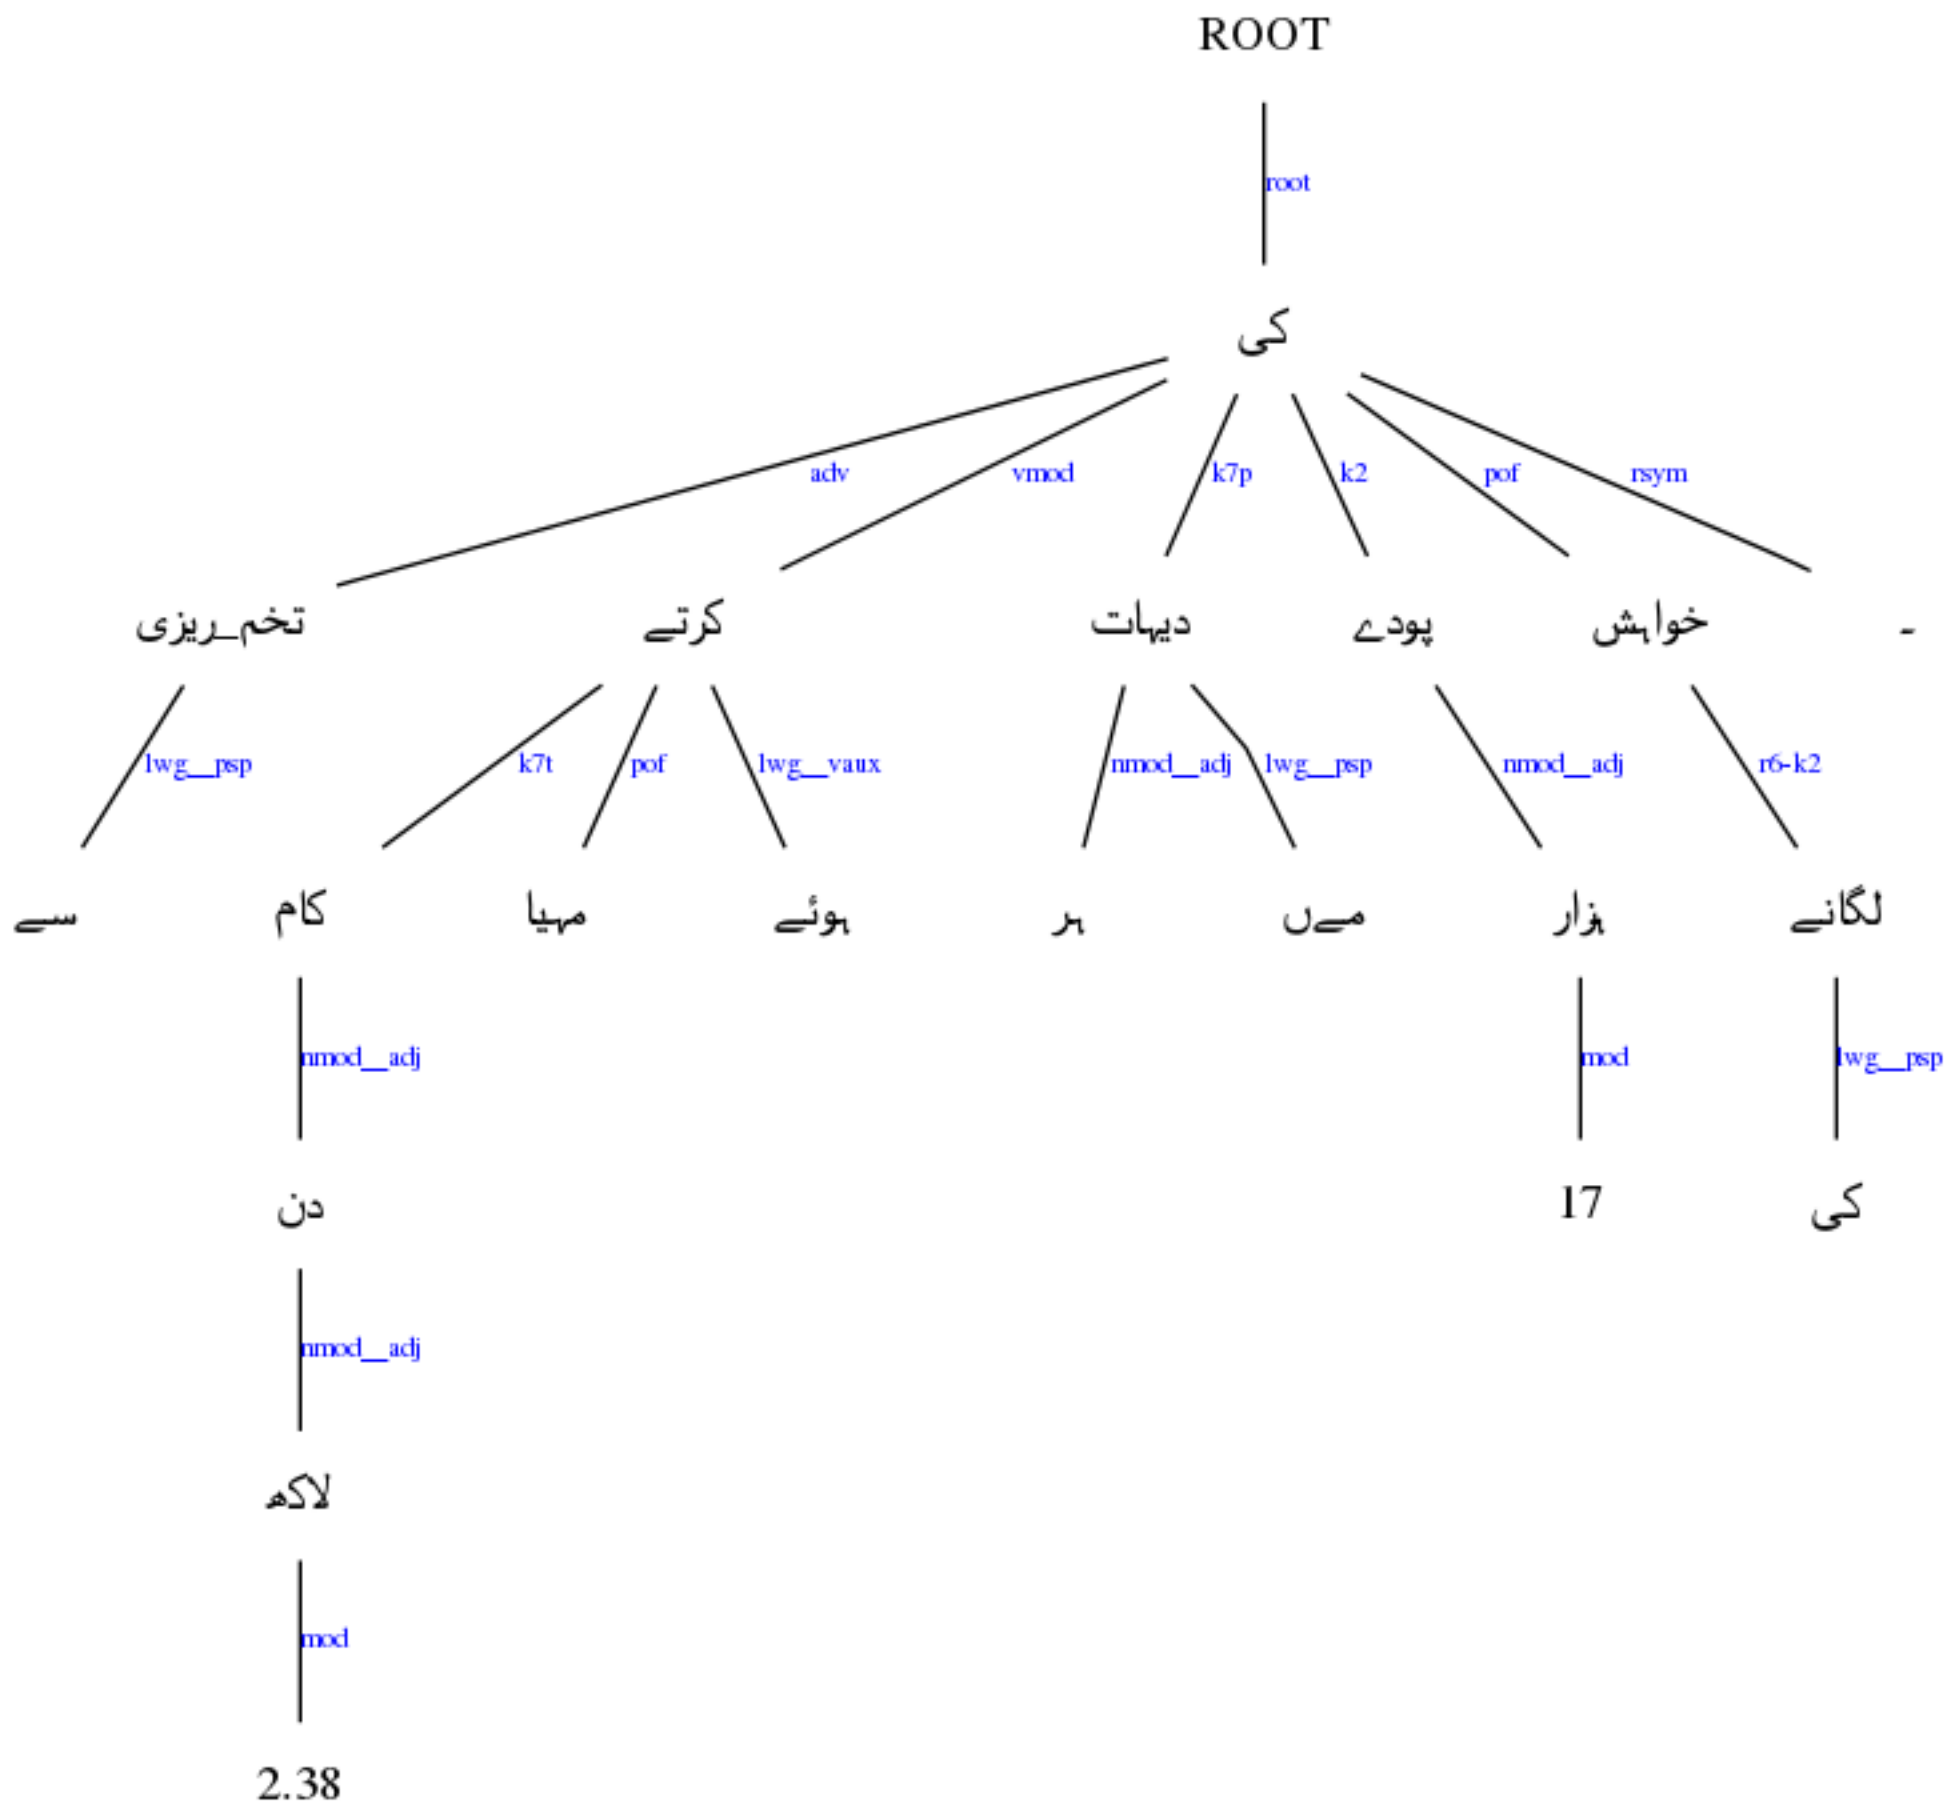 ROOT
root
کی
adv vmod k7p k2 pof rsym
تخم_ریزی کرتے دیہات پودے خواہش ۔
lwg__psp k7t pof lwg__vaux nmod__adj lwg__psp nmod__adj r6-k2
سے کام مہیا ہوئے ہر مےں ہزار لگانے
nmod__adj mod lwg__psp
دن 17 کی
nmod__adj
لاکھ
mod
2.38